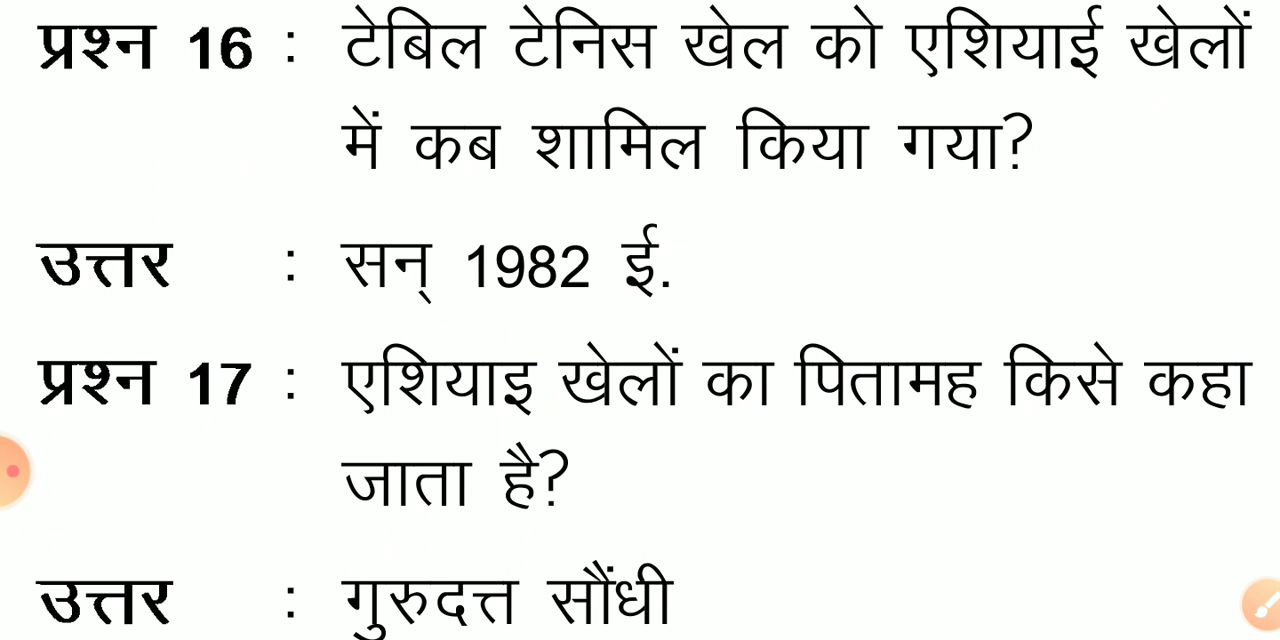 प्रश्न 16 : टेबिल टेनिस खेल को एशियाई खेलों
में कब शामिल किया गया?
उत्तर : सन् 1982 ई.
प्रश्न 17 : एशियाइ खेलों का पितामह किसे कहा
जाता है?
उत्तर : गुरुदत्त सौंधी